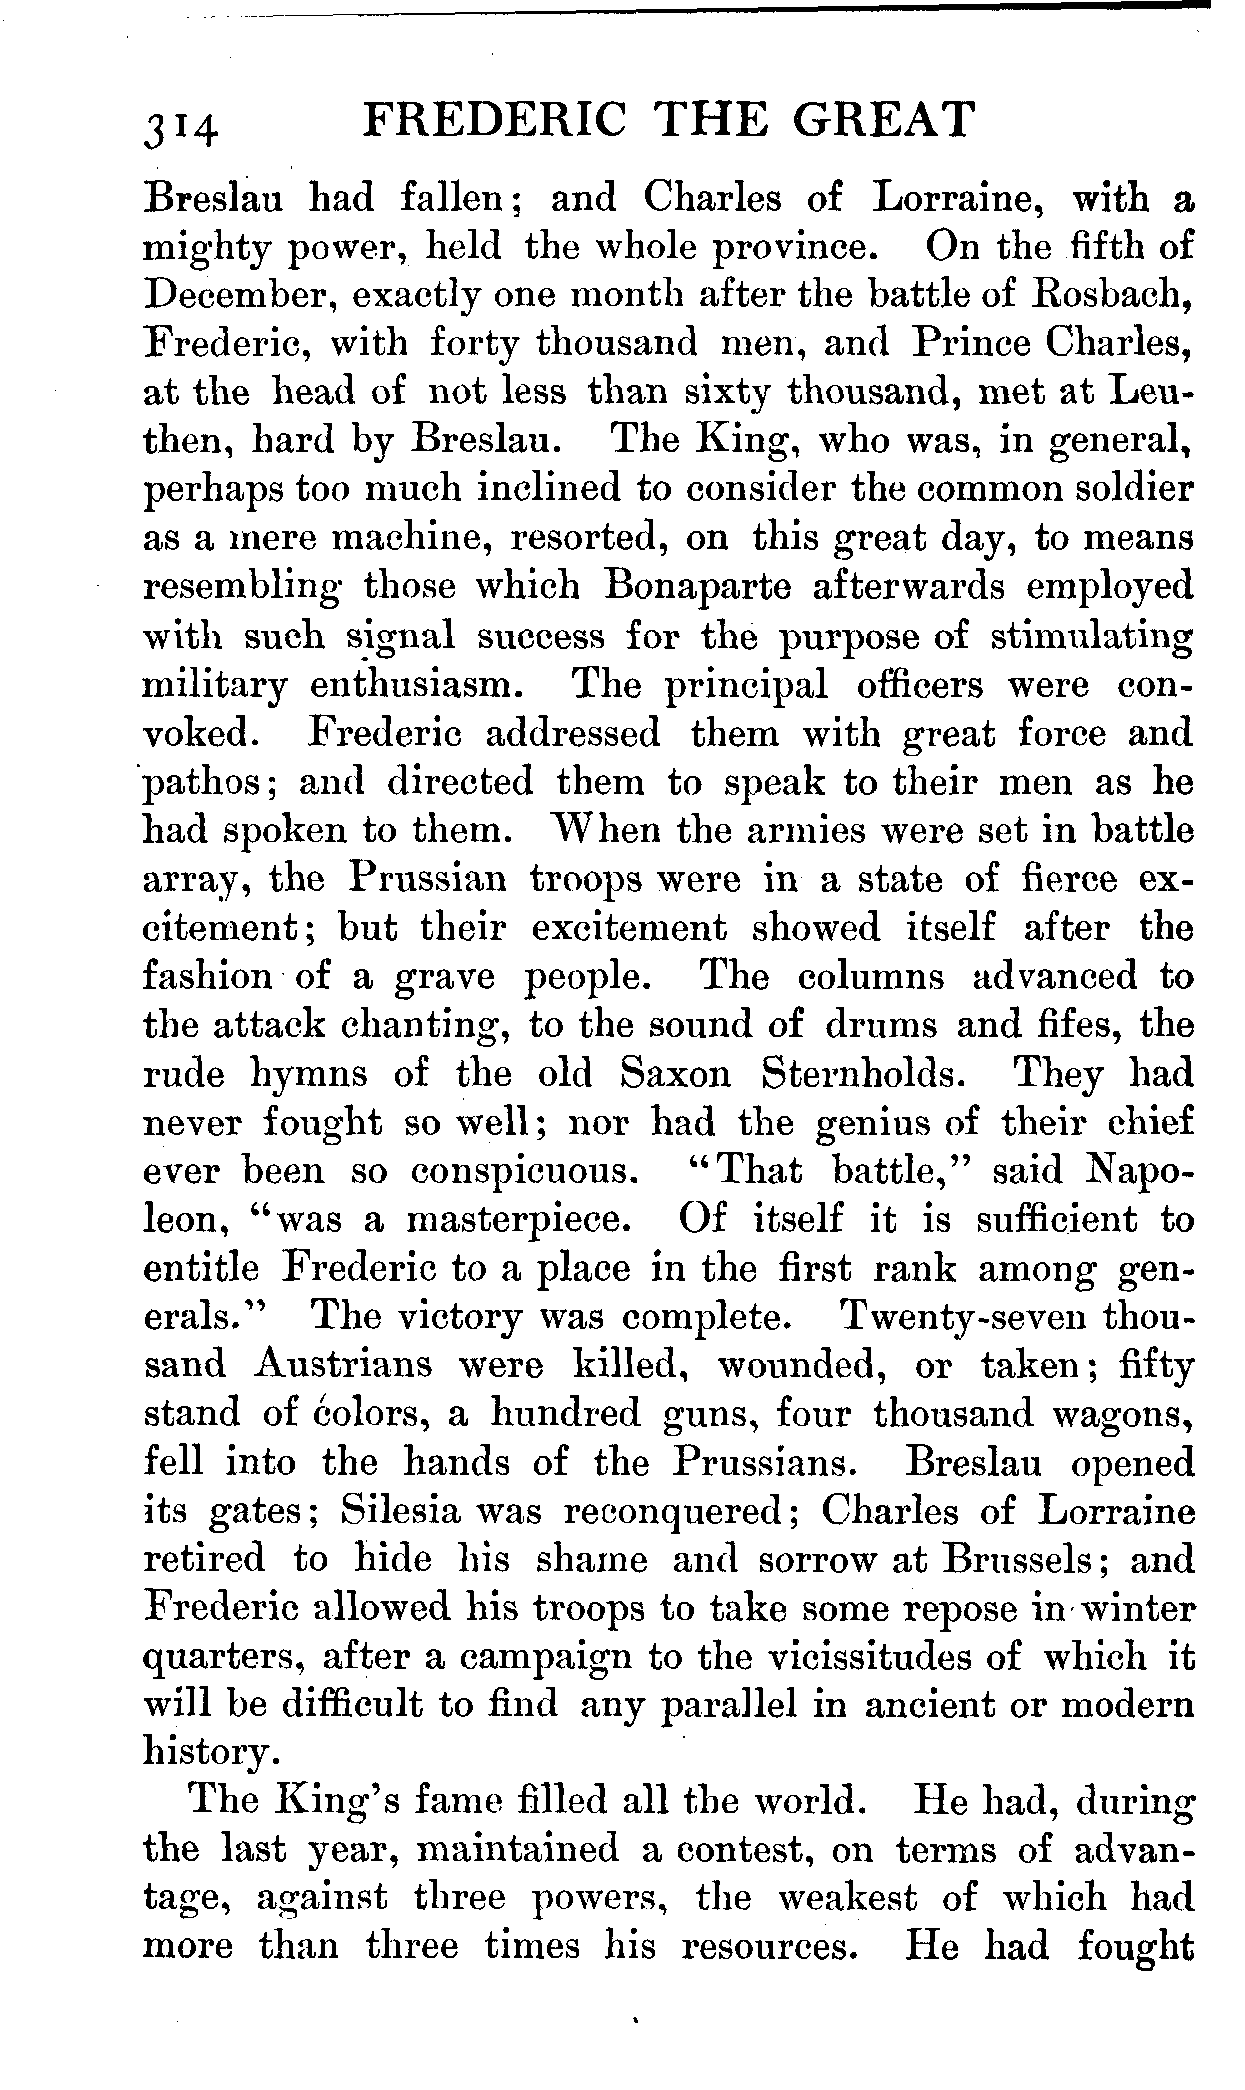 314 FREDERIC THE GREAT
Breslau had fallen; and Charles of Lorraine, with a
mighty power, held the whole province. On the fifth of
December, exactly one month after the battle of Rosbach,
Frederic, with forty thousand men, and Prince Charles,
at the head of not less than sixty thousand, met at Leu-
then, hard by Breslau. The King, who was, in general,
perhaps too much inclined to consider the common soldier
as a mere machine, resorted, on this great day, to means
resembling those which Bonaparte afterwards employed
with such signal success for the purpose of stimulating
military enthusiasm. The principal officers were con-
voked. Frederic addressed them with great force and
pathos; and directed them to speak to their men as he
had spoken to them. When the armies were set in battle
array, the Prussian troops were in a state of fierce ex-
citement; but their excitement showed itself after the
fashion of a grave people. The columns advanced to
the attack chanting, to the sound of drums and fifes, the
rude hymns of the old Saxon Sternholds. They had
never fought so well; nor had the genius of their chief
ever been so conspicuous. "That battle," said Napo-
leon, "was a masterpiece. Of itself it is sufficient to
entitle Frederic to a place in the first rank among gen-
erals." The victory was complete. Twenty-seven thou-
sand Austrians were killed, wounded, or taken; fifty
stand of colors, a hundred guns, four thousand wagons,
fell into the hands of the Prussians. Breslau opened
its gates; Silesia was reconquered; Charles of Lorraine
retired to hide his shame and sorrow at Brussels; and
Frederic allowed his troops to take some repose in winter
quarters, after a campaign to the vicissitudes of which it
will be difficult to find any parallel in ancient or modern
history.
The King's fame filled all the world. He had, during
the last year, maintained a contest, on terms of advan-
tage, against three powers, the weakest of which had
more than three times his resources. He had fought